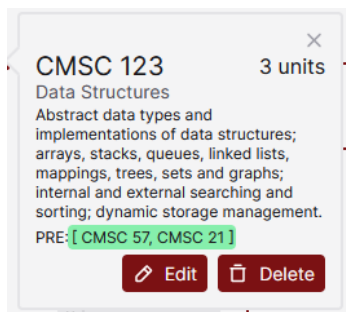 CMSC 123
3 units
Data Structures
Abstract data types and
implementations of data structures;
arrays, stacks, queues, linked lists,
mappings, trees, sets and graphs;
internal and external searching and
sorting; dynamic storage management.
PRE:[ CMSC 57, CMSC 21 ]
Edit
Delete